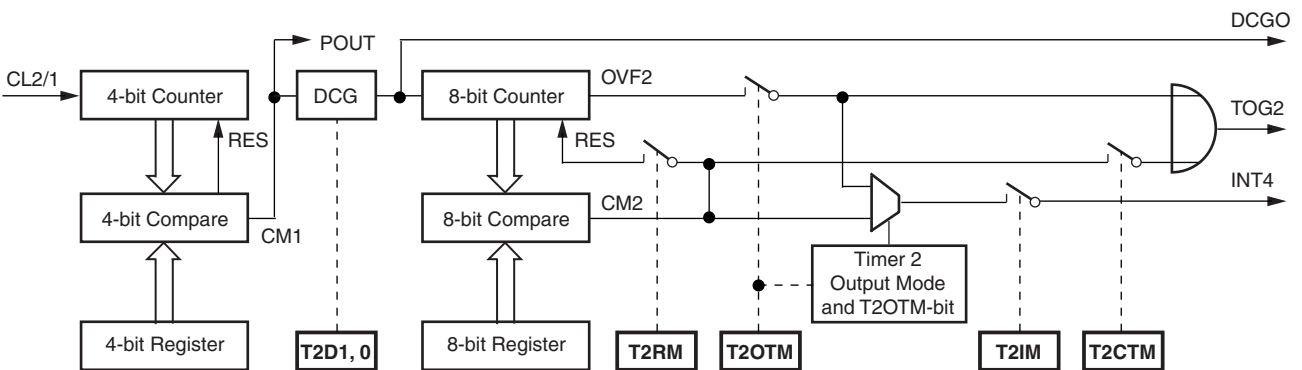 DCGO
POUT
CL2/1
4-bit Counter
DCG
8-bit Counter
OVF2
TOG2
RES
RES
INT4
4-bit Compare
CM1
8-bit Compare
CM2
Timer 2
Output Mode
and T2OTM-bit
4-bit Register
T2D1, 0
8-bit Register
T2RM
T2OTM
T2IM
T2CTM